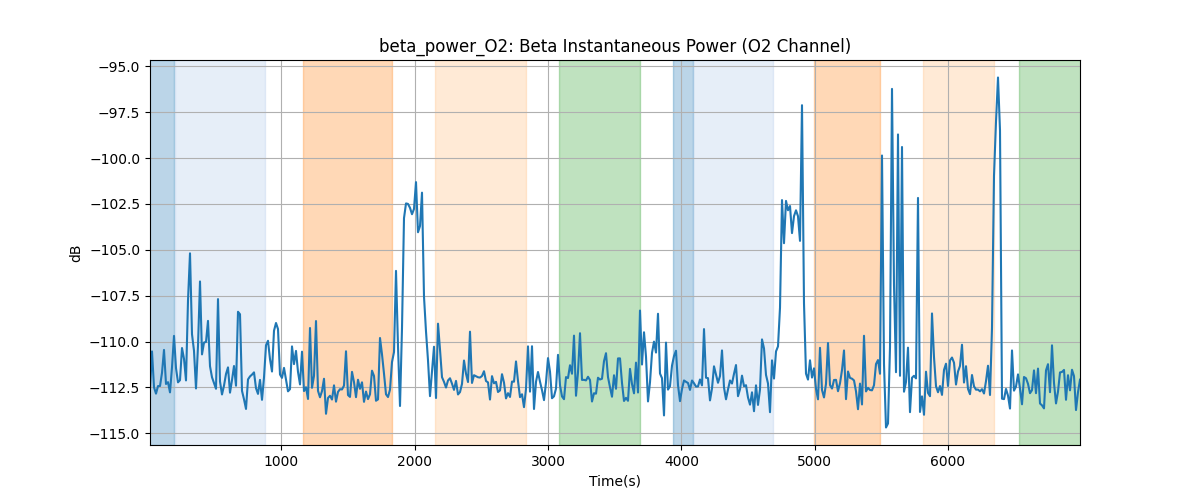 beta_power_O2: Beta Instantaneous Power (O2 Channel)
−95.0
−97.5
−100.0
−102.5
−105.0
−107.5
−110.0
−112.5
−115.0
dB
1000 2000 3000 4000 5000 6000
Time(s)